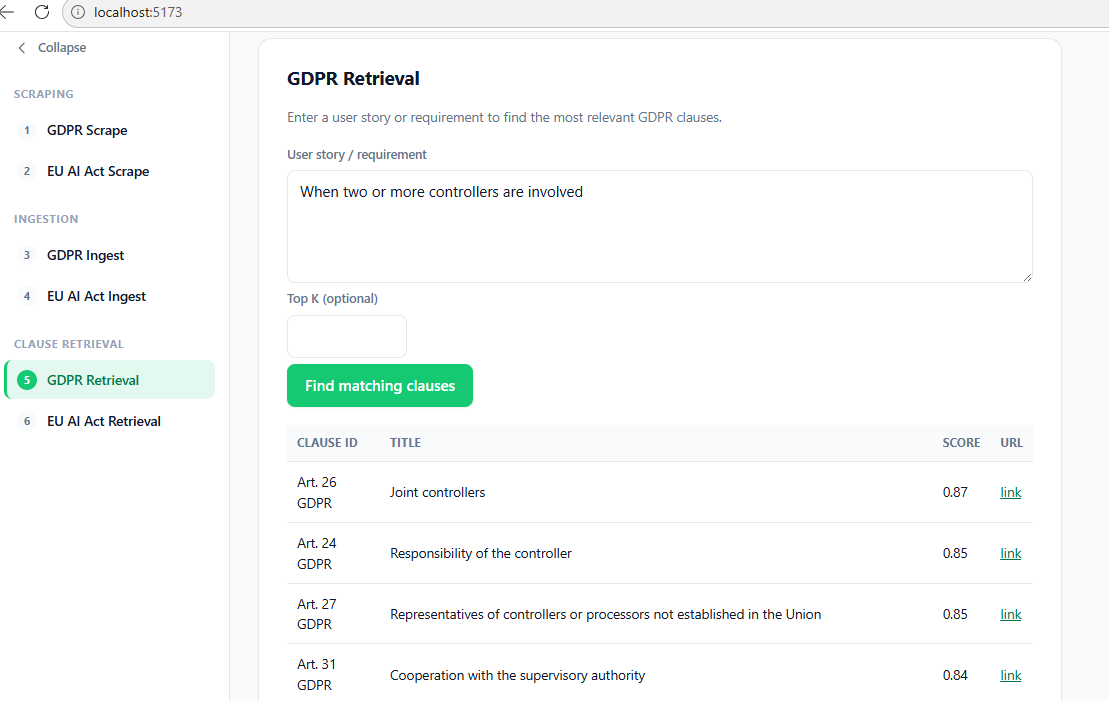 localhost:5173
Collapse
SCRAPING
1 GDPR Scrape
2 EU AI Act Scrape
INGESTION
3 GDPR Ingest
4 EU AI Act Ingest
CLAUSE RETRIEVAL
5 GDPR Retrieval
6 EU AI Act Retrieval
GDPR Retrieval
Enter a user story or requirement to find the most relevant GDPR clauses.
User story / requirement
When two or more controllers are involved
Top K (optional)
Find matching clauses
CLAUSE ID TITLE SCORE URL
Art. 26
GDPR
Joint controllers 0.87 link
Art. 24
GDPR
Responsibility of the controller 0.85 link
Art. 27
GDPR
Representatives of controllers or processors not established in the Union 0.85 link
Art. 31
GDPR
Cooperation with the supervisory authority 0.84 link